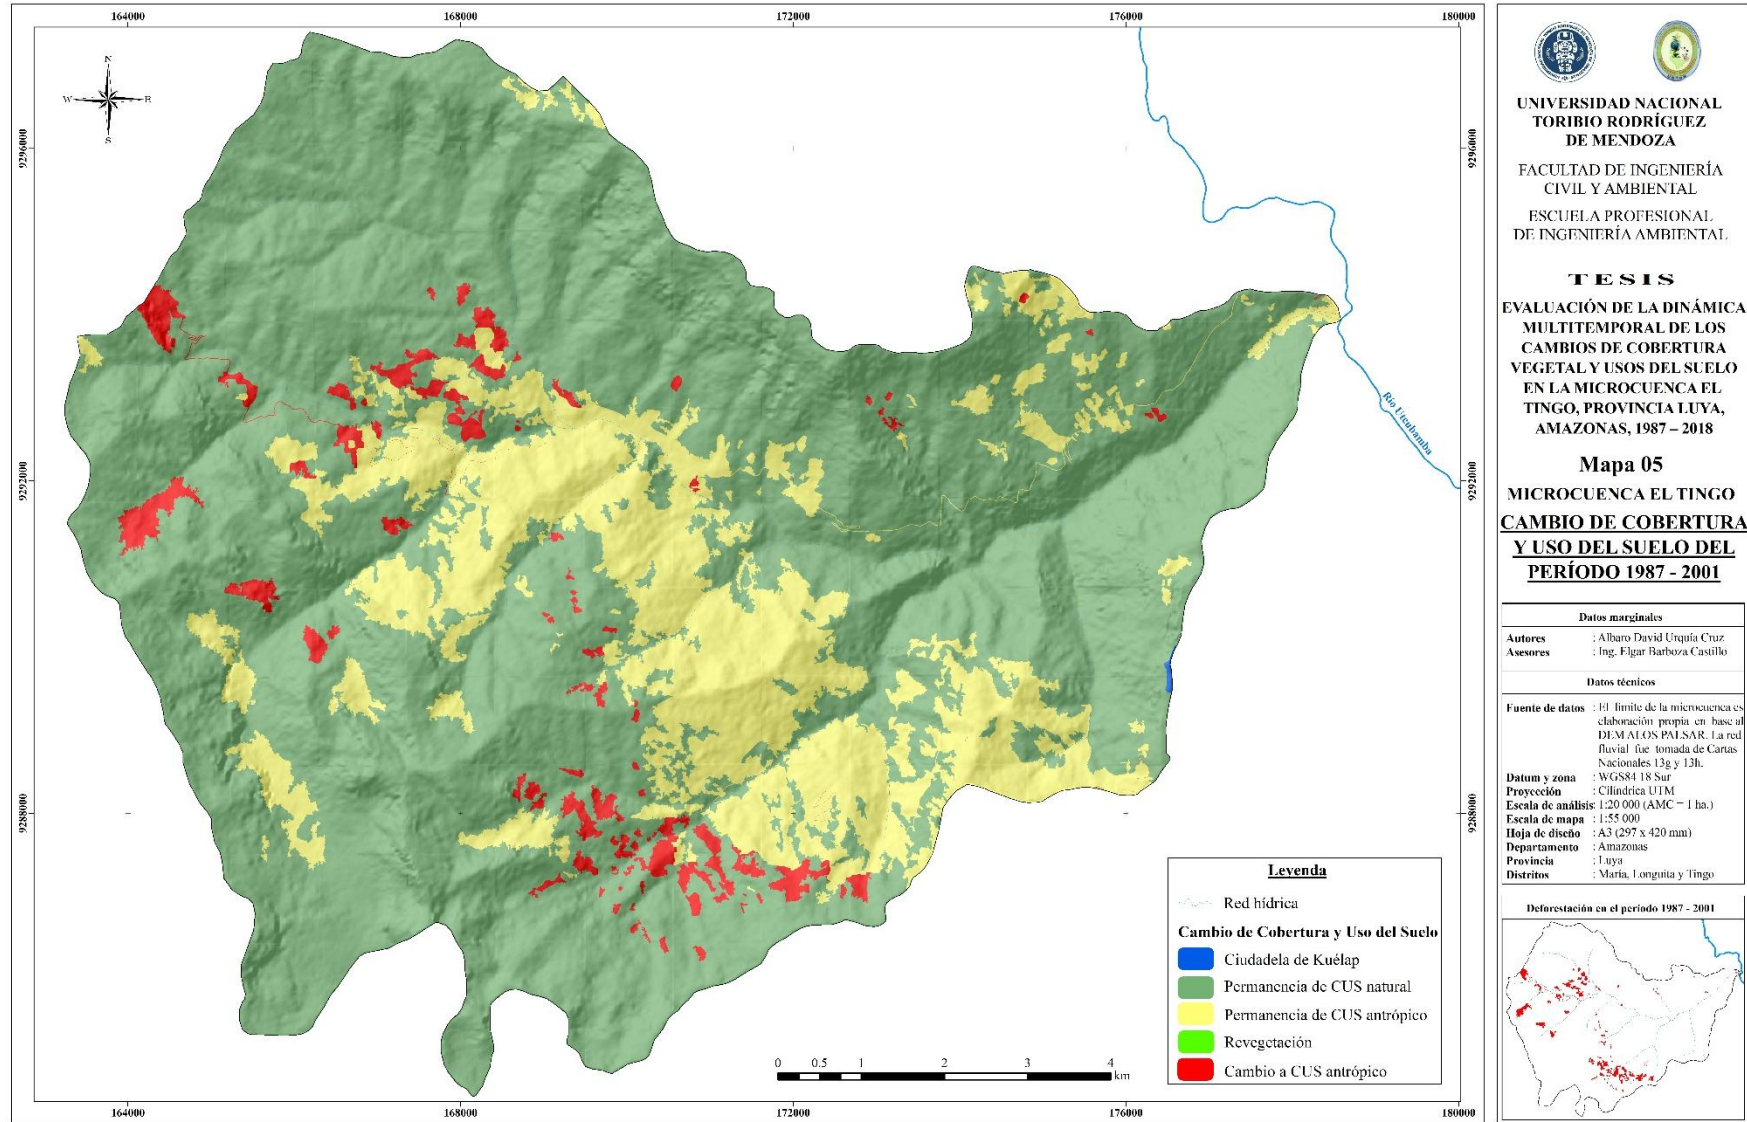 164000
168000
172000
176000
180000
N
W
R
S
9296000
9296000
9292000
9292000
9288000
9288000
Río Utcubamba
Leyenda
Red hídrica
Cambio de Cobertura y Uso del Suelo
Ciudadela de Kuélap
Permanencia de CUS natural
Permanencia de CUS antrópico
Revegetación
Cambio a CUS antrópico
0 0.5 1 2 3 4
km
164000
168000
172000
176000
180000
UNIVERSIDAD NACIONAL
TORIBIO RODRÍGUEZ
DE MENDOZA
FACULTAD DE INGENIERÍA
CIVIL Y AMBIENTAL
ESCUELA PROFESIONAL
DE INGENIERÍA AMBIENTAL
TESIS
EVALUACIÓN DE LA DINÁMICA
MULTITEMPORAL DE LOS
CAMBIOS DE COBERTURA
VEGETAL Y USOS DEL SUELO
EN LA MICROCUENCA EL
TINGO, PROVINCIA LUYA,
AMAZONAS, 1987 – 2018
Mapa 05
MICROCUENCA EL TINGO
CAMBIO DE COBERTURA
Y USO DEL SUELO DEL
PERÍODO 1987 - 2001
Datos marginales
Autores : Albaro David Urquía Cruz
Asesores : Ing. Elgar Barboza Castillo
Datos técnicos
Fuente de datos : El límite de la microcuenca es
elaboración propia en base al
DEM ALOS PALSAR. La red
fluvial fue tomada de Cartas
Nacionales 13g y 13h.
Datum y zona : WGS84 18 Sur
Proyección : Cilíndrica UTM
Escala de análisis : 1:20 000 (AMC = 1 ha.)
Escala de mapa : 1:55 000
Hoja de diseño : A3 (297 x 420 mm)
Departamento : Amazonas
Provincia : Luya
Distritos : María, Longuita y Tingo
Deforestación en el período 1987 - 2001